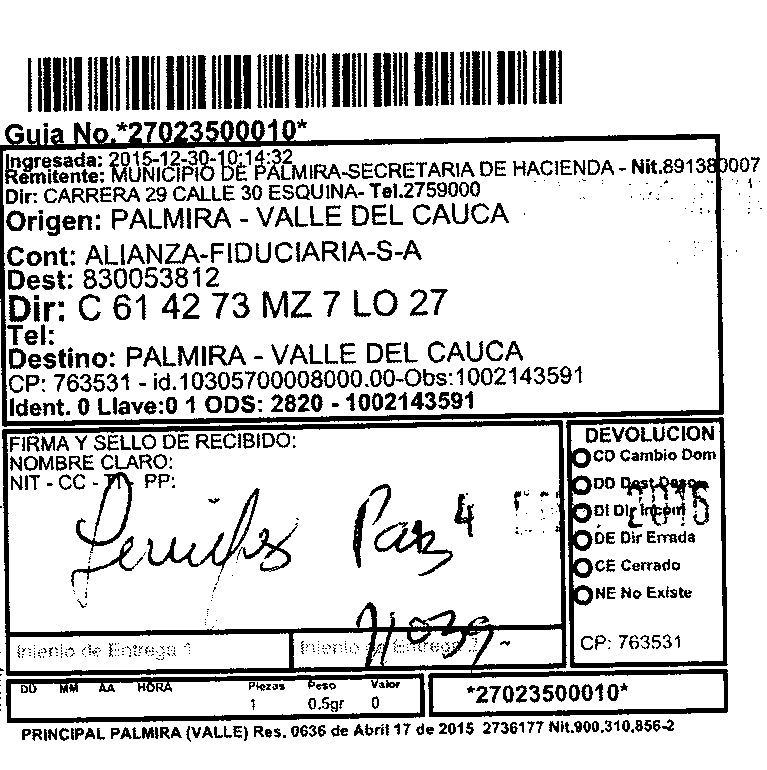 Guia No.*27023500010*
Ingresada: 2015-12-30-10:14:32
Remitente: MUNICIPIO DE PALMIRA-SECRETARIA DE HACIENDA - Nit.891380007
Dir: CARRERA 29 CALLE 30 ESQUINA- Tel.2759000
Origen: PALMIRA - VALLE DEL CAUCA
Cont: ALIANZA-FIDUCIARIA-S-A
Dest: 830053812
Dir: C 61 42 73 MZ 7 LO 27
Tel:
Destino: PALMIRA - VALLE DEL CAUCA
CP: 763531 - id.10305700008000.00-Obs:1002143591
Ident. 0 Llave:0 1 ODS: 2820 - 1002143591
FIRMA Y SELLO DE RECIBIDO:
NOMBRE CLARO:
NIT - CC - TI - PP:
Paz 4
Intento de Entrega 1
Intento de Entrega
DEVOLUCION
CD Cambio Dom
DD Dest Desco
DI Dir Incom
2016
DE Dir Errada
CE Cerrado
NE No Existe
CP: 763531
DD MM AA HORA
Piezas Peso Valor
1 0.5gr 0
*27023500010*
PRINCIPAL PALMIRA (VALLE) Res. 0636 de Abril 17 de 2015 2736177 Nit.900.310.856-2